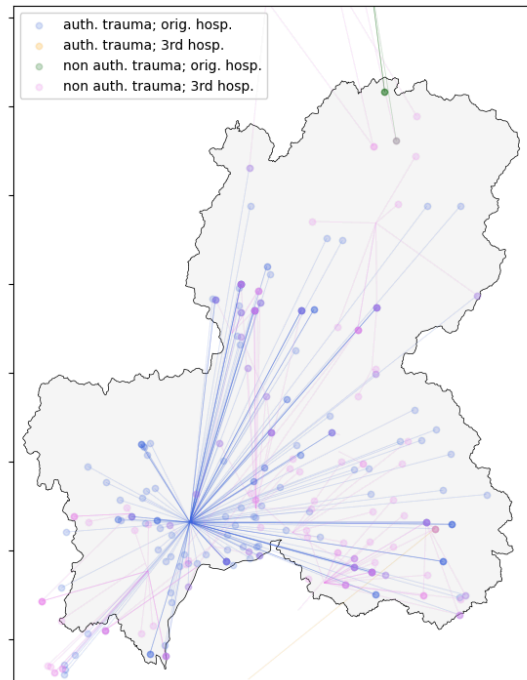 auth. trauma; orig. hosp.
auth. trauma; 3rd hosp.
non auth. trauma; orig. hosp.
non auth. trauma; 3rd hosp.